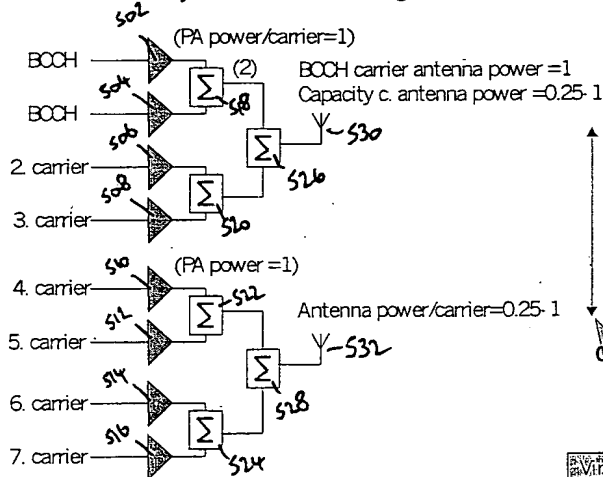 502
(PA power/carrier=1)
BCCH
(2)
BCCH carrier antenna power =1
Capacity c. antenna power =0.25- 1
504
Σ
518
BCCH
530
506
Σ
526
2. carrier
508
Σ
520
3. carrier
510
(PA power =1)
4. carrier
Σ
522
Antenna power/carrier=0.25- 1
512
5. carrier
532
514
Σ
528
6. carrier
516
Σ
524
7. carrier